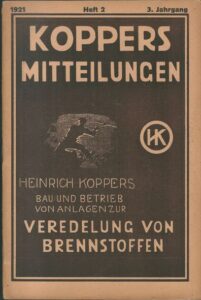 1921 Heft 2 3. Jahrgang
KOPPERS
MITTEILUNGEN
HK
HEINRICH KOPPERS
BAU UND BETRIEB
VON ANLAGEN ZUR
VEREDELUNG VON
BRENNSTOFFEN